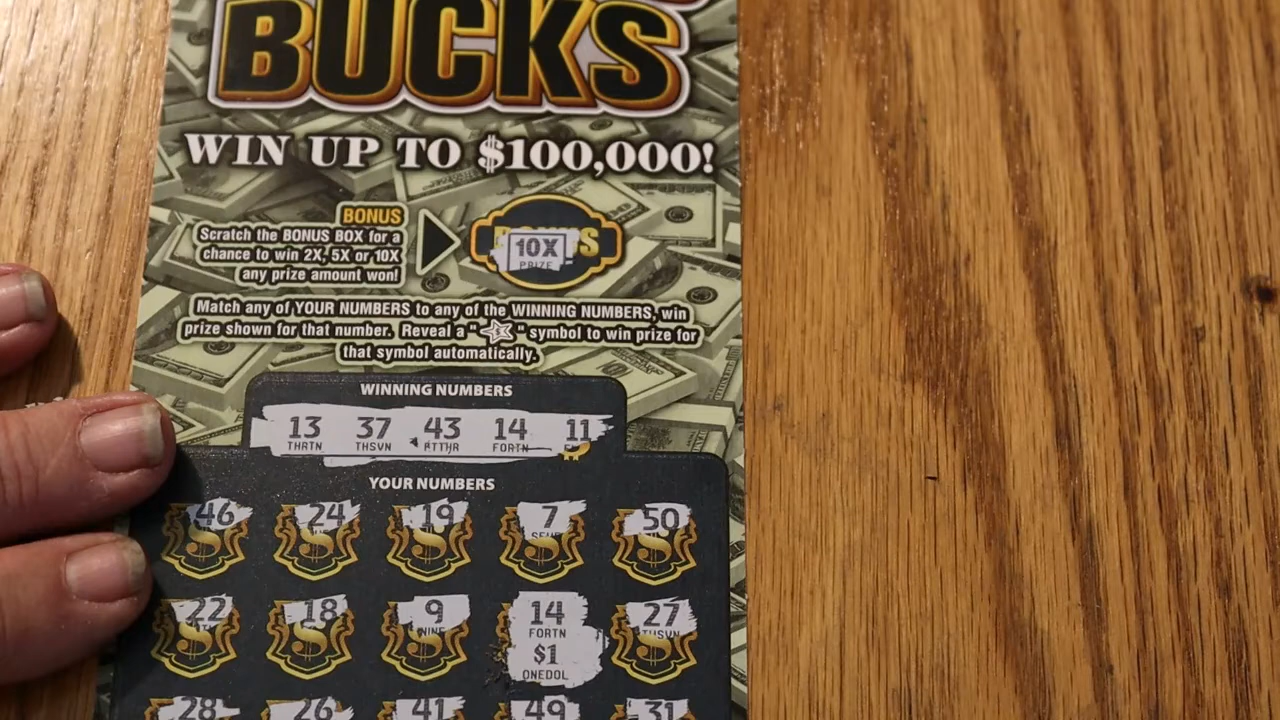 BUCKS
WIN UP TO $100,000!
BONUS
Scratch the BONUS BOX for a
chance to win 2X, 5X or 10X
any prize amount won!
10X
PRIZE
Match any of YOUR NUMBERS to any of the WINNING NUMBERS, win
prize shown for that number. Reveal a " " symbol to win prize for
that symbol automatically.
WINNING NUMBERS
13 37 43 14 11
THRTN THSVN FORTN
YOUR NUMBERS
46 24 19 7 50
22 18 9 14 27
NINE FORTN THSVN
$1
ONEDOL
28 26 41 49 31